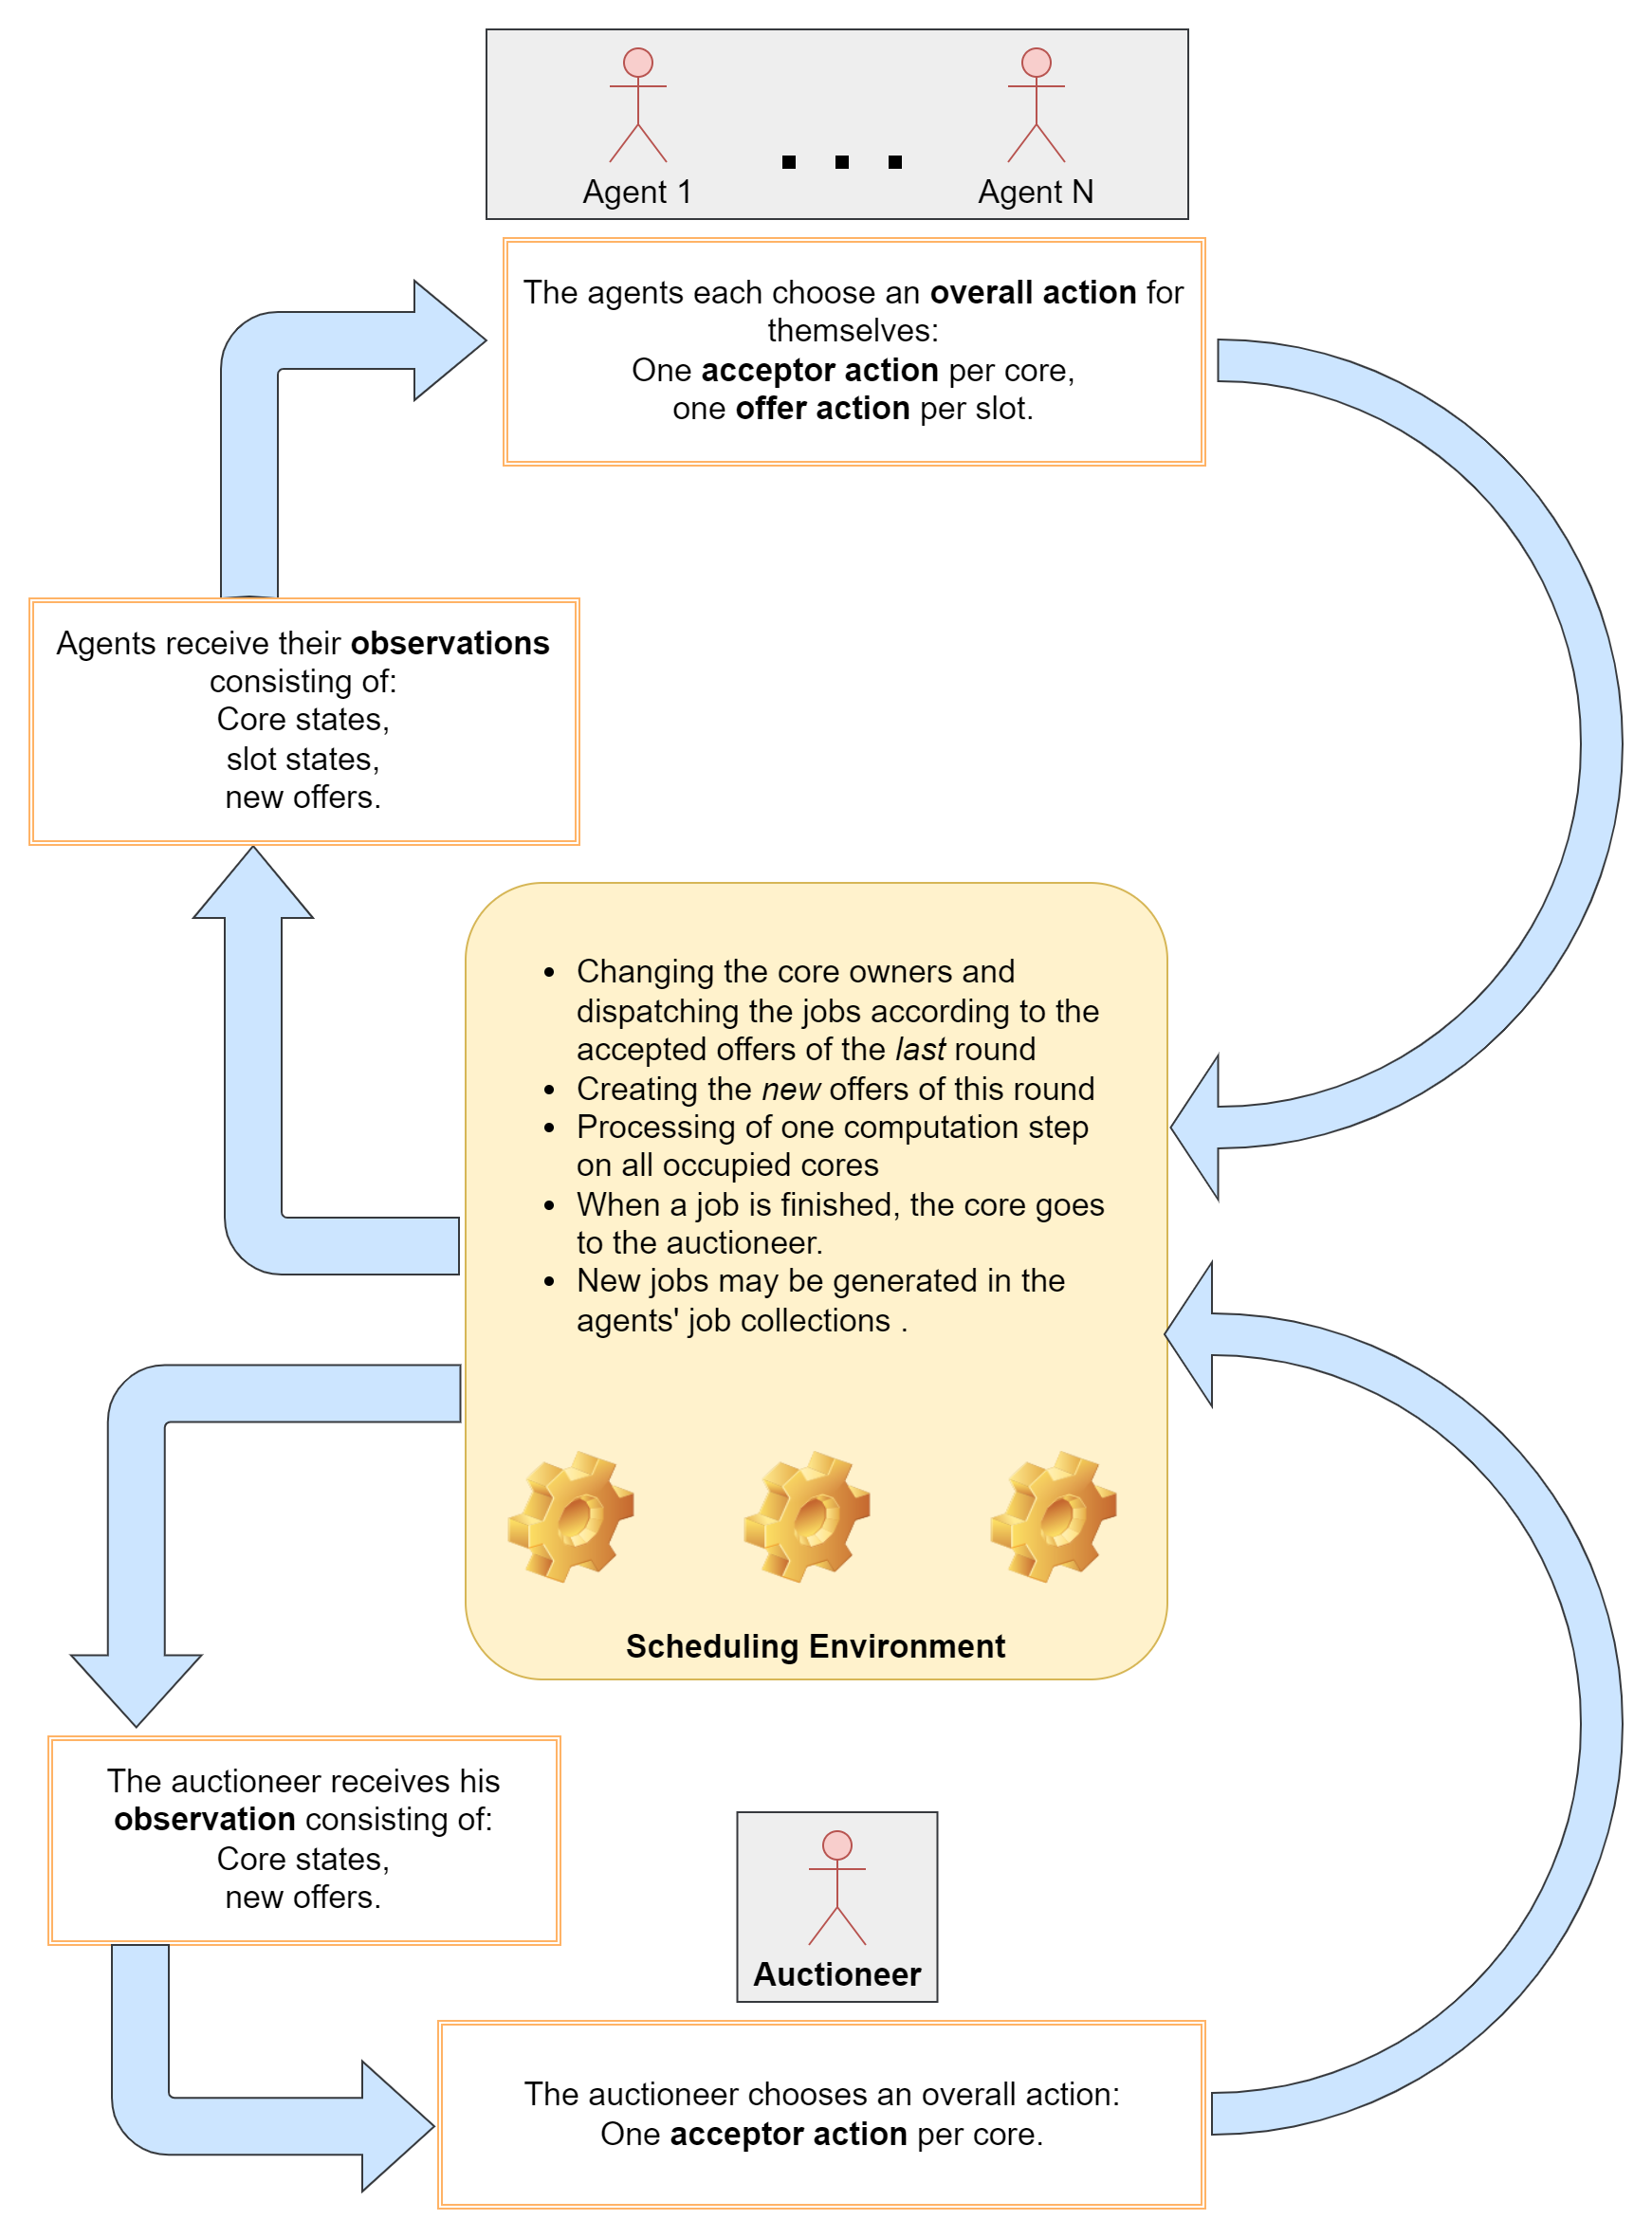 Agent 1
Agent N
The agents each choose an overall action for
themselves:
One acceptor action per core,
one offer action per slot.
Agents receive their observations
consisting of:
Core states,
slot states,
new offers.
• Changing the core owners and
dispatching the jobs according to the
accepted offers of the last round
• Creating the new offers of this round
• Processing of one computation step
on all occupied cores
• When a job is finished, the core goes
to the auctioneer.
• New jobs may be generated in the
agents' job collections .
Scheduling Environment
The auctioneer receives his
observation consisting of:
Core states,
new offers.
Auctioneer
The auctioneer chooses an overall action:
One acceptor action per core.